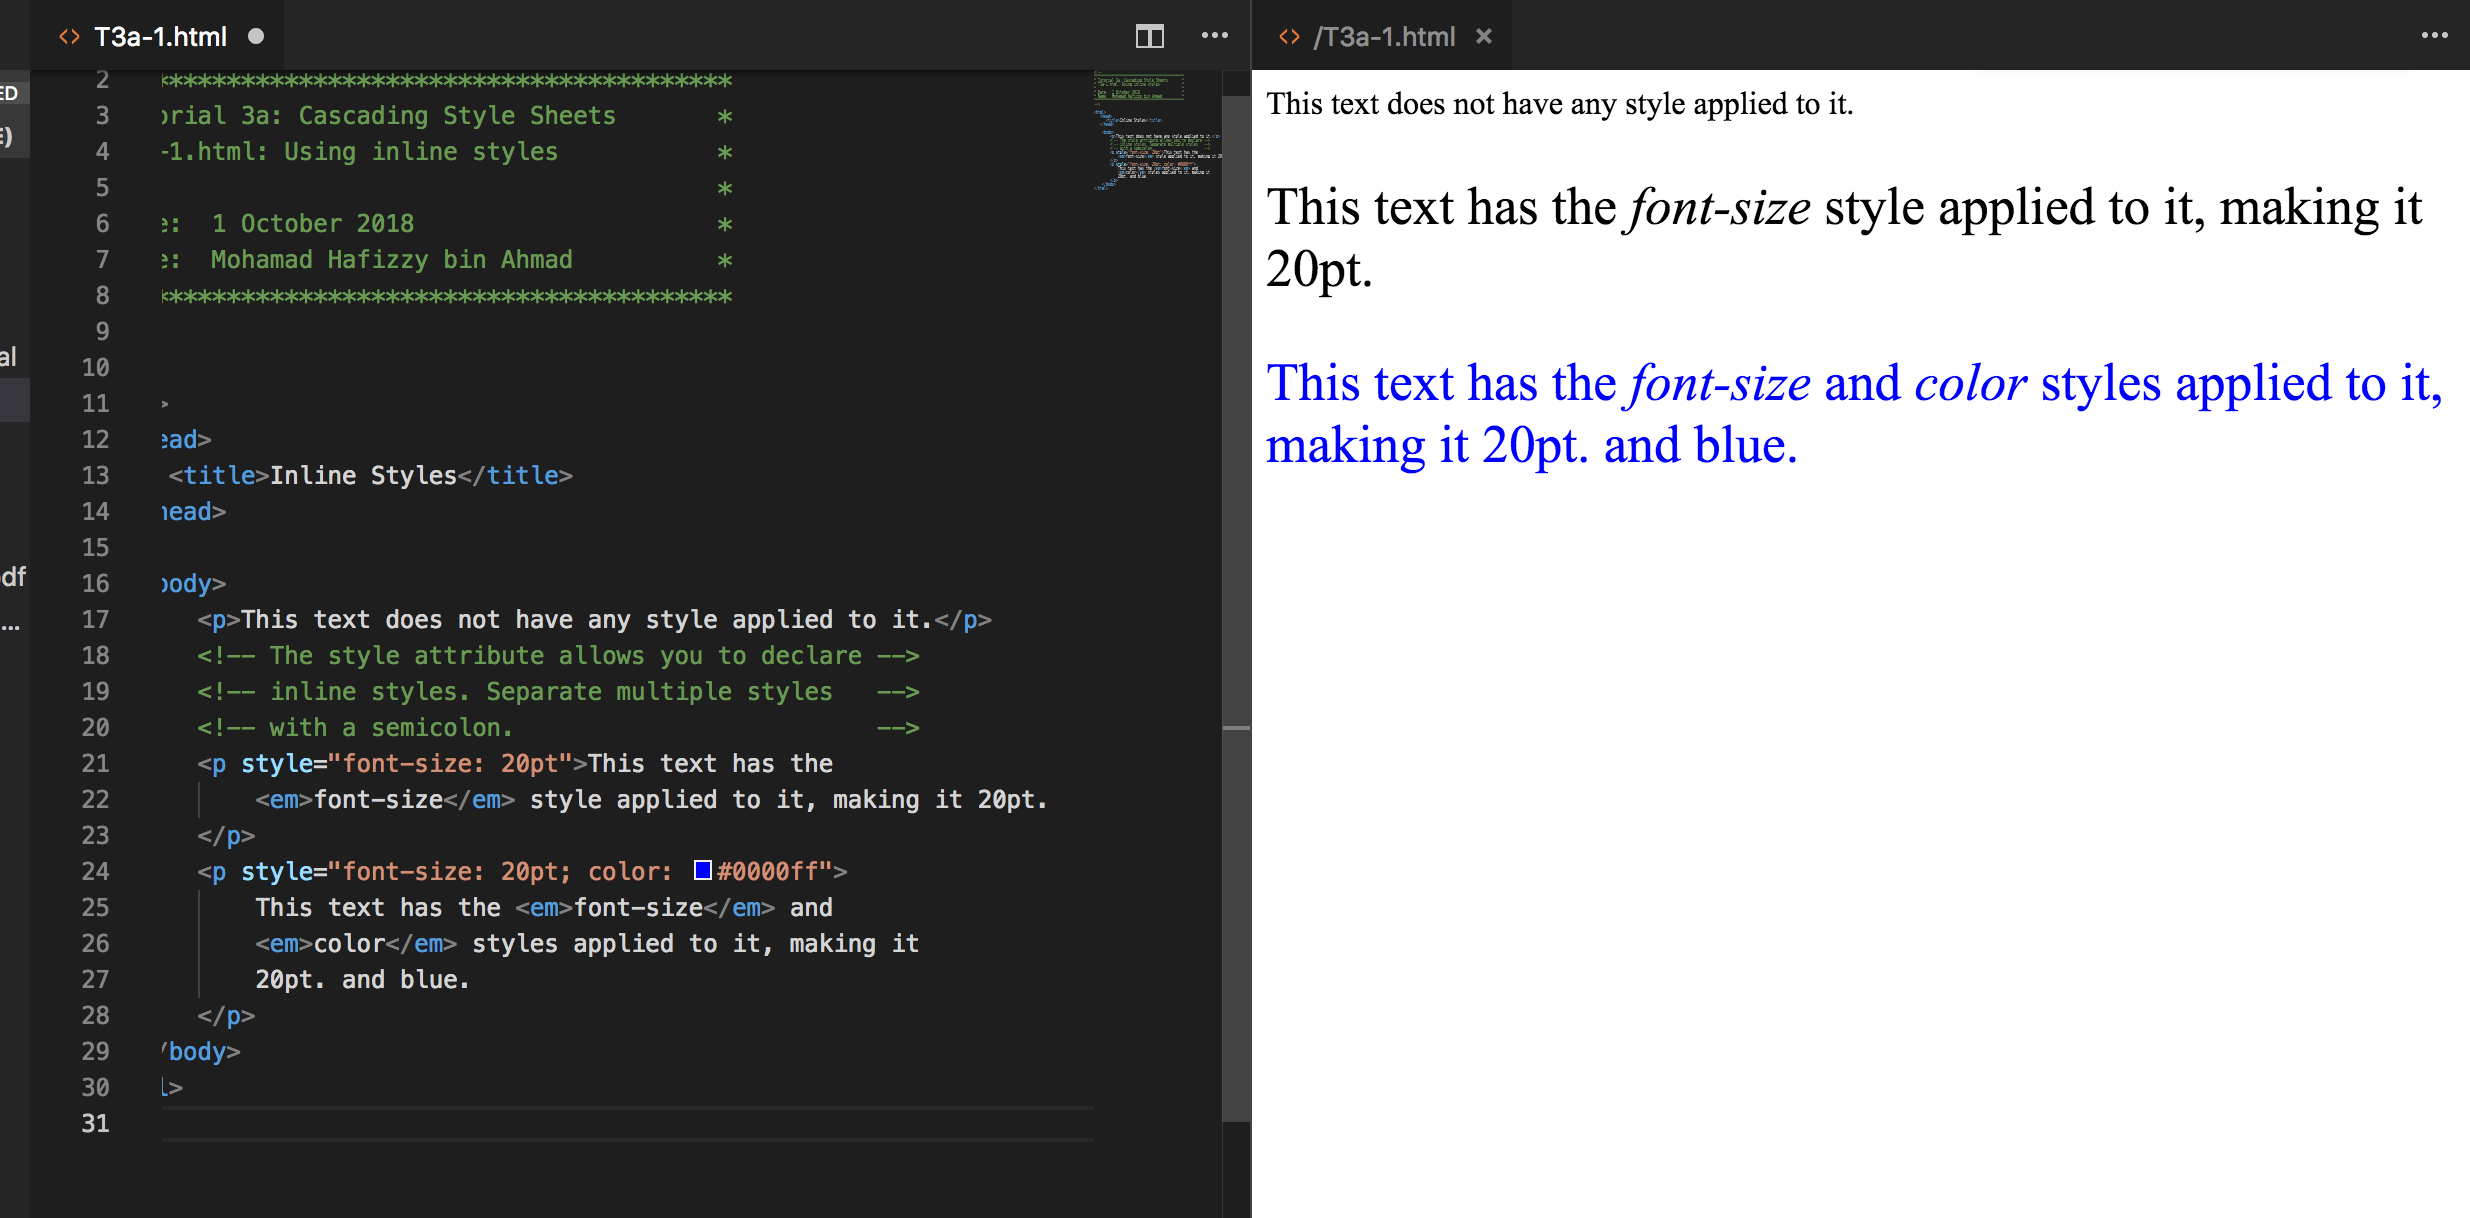 T3a-1.html
/T3a-1.html
ED
E)
al
df
...
2 ****************************************
3 orial 3a: Cascading Style Sheets *
4 -1.html: Using inline styles *
5 *
6 e: 1 October 2018 *
7 e: Mohamad Hafizzy bin Ahmad *
8 ****************************************
9
10
11 >
12 ead>
13 <title>Inline Styles</title>
14 head>
15
16 body>
17 <p>This text does not have any style applied to it.</p>
18 <!-- The style attribute allows you to declare -->
19 <!-- inline styles. Separate multiple styles -->
20 <!-- with a semicolon. -->
21 <p style="font-size: 20pt">This text has the
22 <em>font-size</em> style applied to it, making it 20pt.
23 </p>
24 <p style="font-size: 20pt; color: #0000ff">
25 This text has the <em>font-size</em> and
26 <em>color</em> styles applied to it, making it
27 20pt. and blue.
28 </p>
29 /body>
30 l>
31
This text does not have any style applied to it.
This text has the font-size style applied to it, making it
20pt.
This text has the font-size and color styles applied to it,
making it 20pt. and blue.